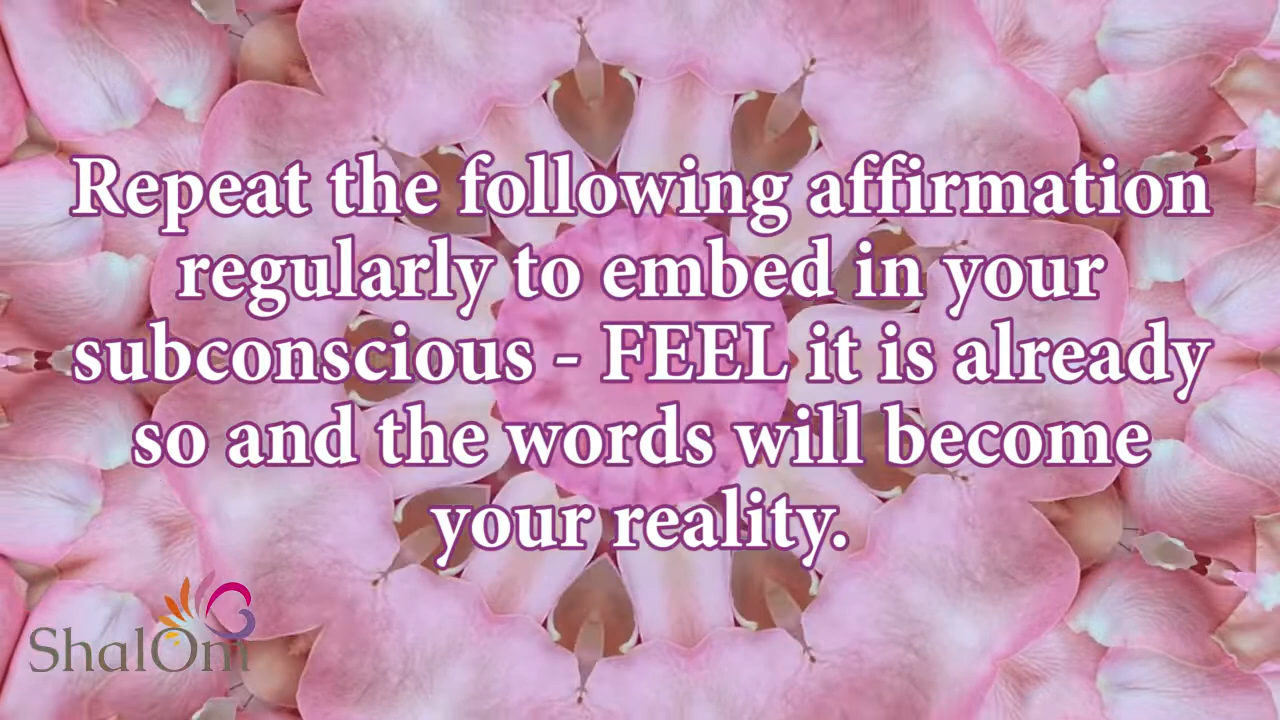 Repeat the following affirmation
regularly to embed in your
subconscious - FEEL it is already
so and the words will become
your reality.
ShalOm